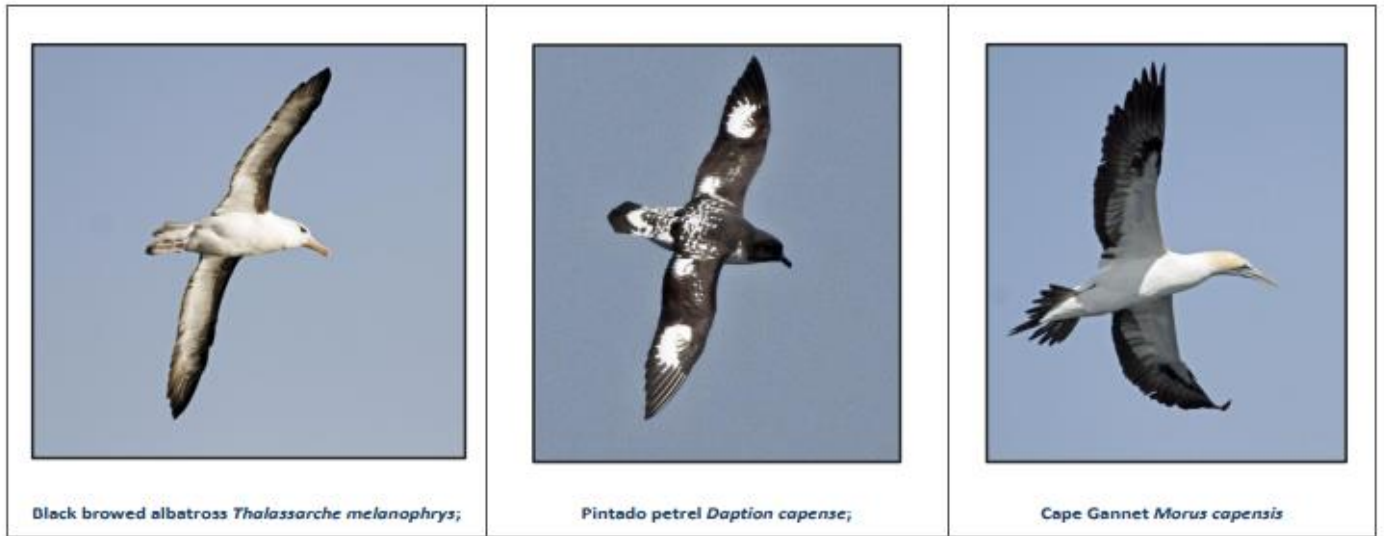 Black browed albatross Thalassarche melanophrys;
Pintado petrel Daption capense;
Cape Gannet Morus capensis